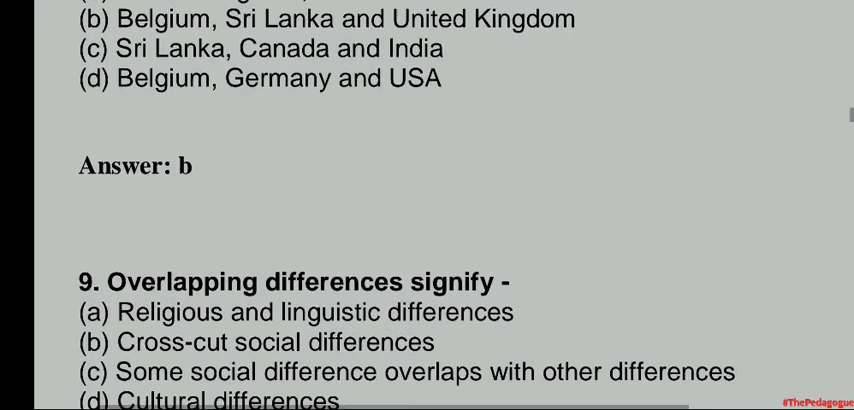 (b) Belgium, Sri Lanka and United Kingdom
(c) Sri Lanka, Canada and India
(d) Belgium, Germany and USA
Answer: b
9. Overlapping differences signify -
(a) Religious and linguistic differences
(b) Cross-cut social differences
(c) Some social difference overlaps with other differences
(d) Cultural differences
#ThePedagogue